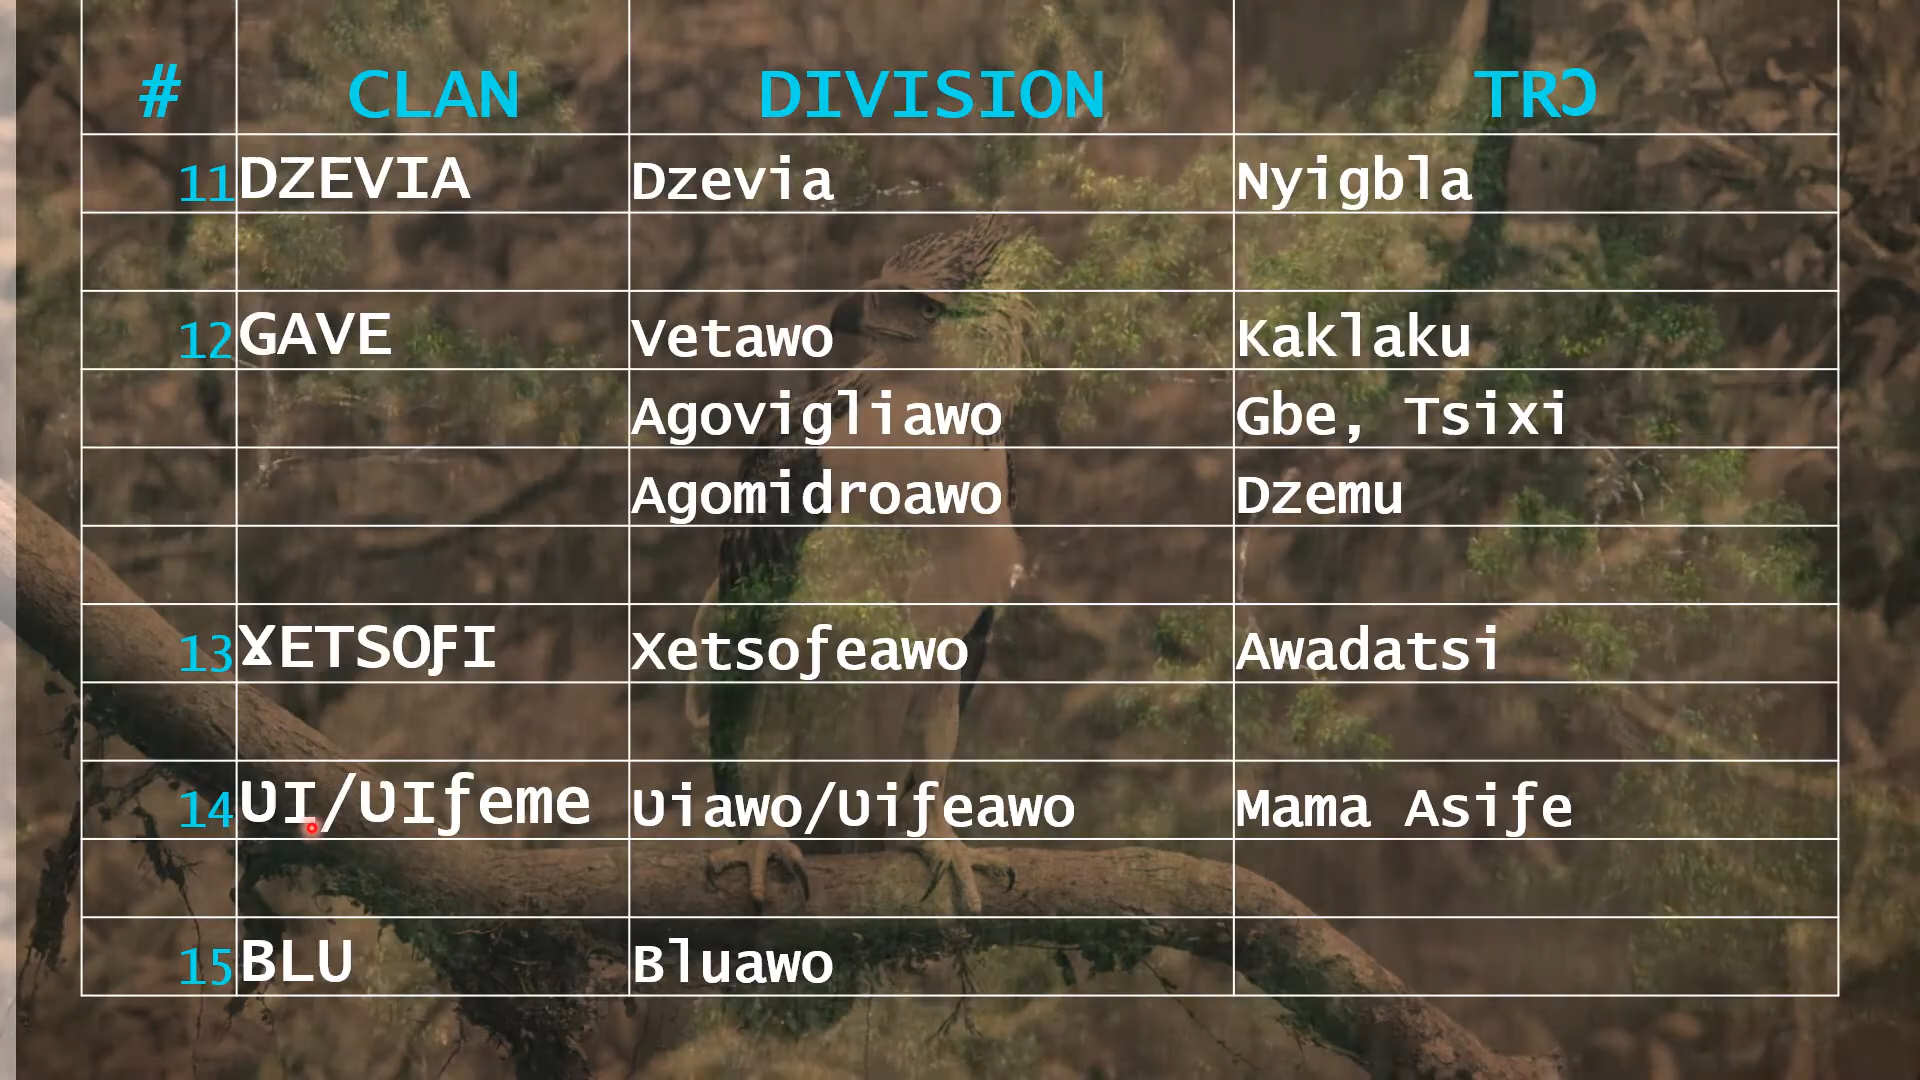 # CLAN DIVISION TRƆ
11 DZEVIA Dzevia Nyigbla
12 GAVE Vetawo Kaklaku
Agovigliawo Gbe, Tsixi
Agomidroawo Dzemu
13 XETSOƑI Xetsoƒeawo Awadatsi
14 ƲI/ƲIƒeme Ʋiawo/Ʋiƒeawo Mama Asiƒe
15 BLU Bluawo